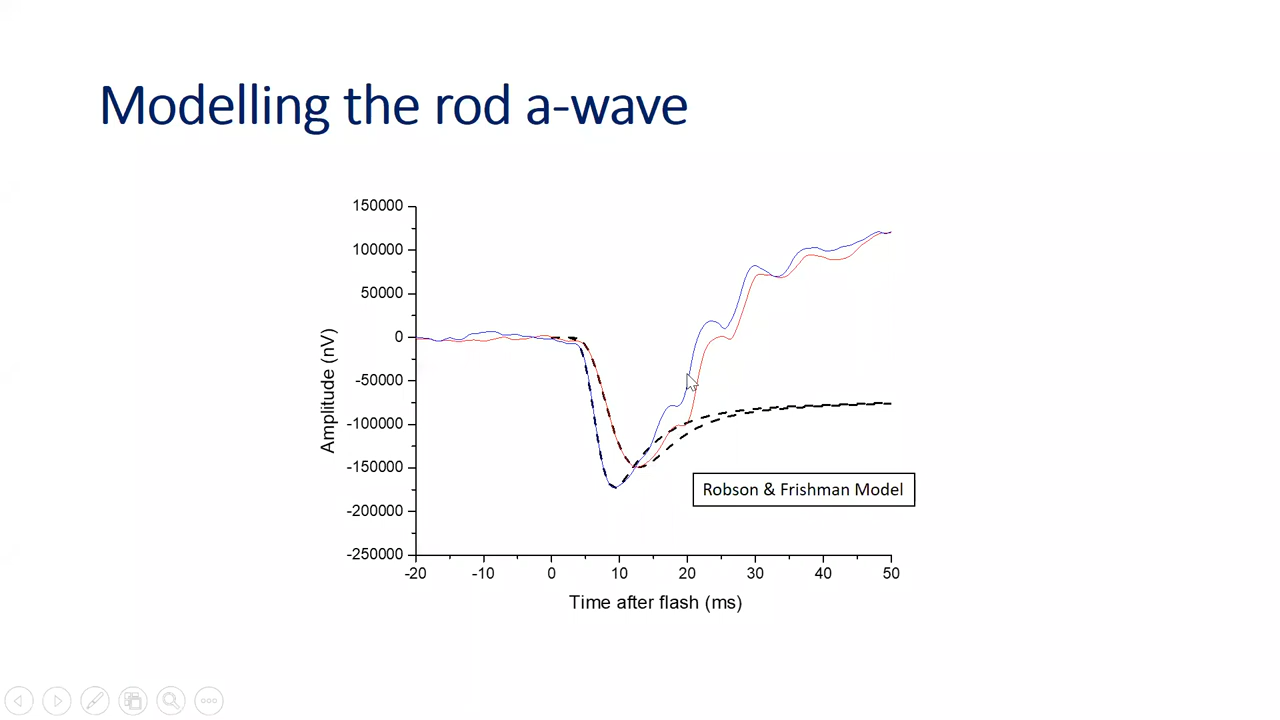 Modelling the rod a-wave
150000
100000
50000
0
-50000
-100000
-150000
-200000
-250000
Amplitude (nV)
-20 -10 0 10 20 30 40 50
Time after flash (ms)
Robson & Frishman Model